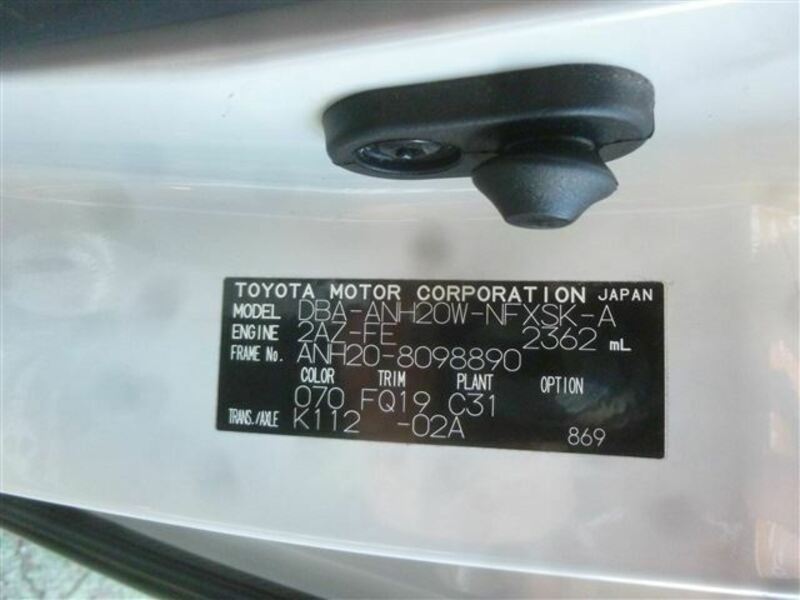 TOYOTA MOTOR CORPORATION JAPAN
MODEL DBA-ANH20W-NFXSK-A
ENGINE 2AZ-FE 2362 mL
FRAME No. ANH20-8098890
COLOR TRIM PLANT OPTION
070 FQ19 C31
TRANS./AXLE K112 -02A 869